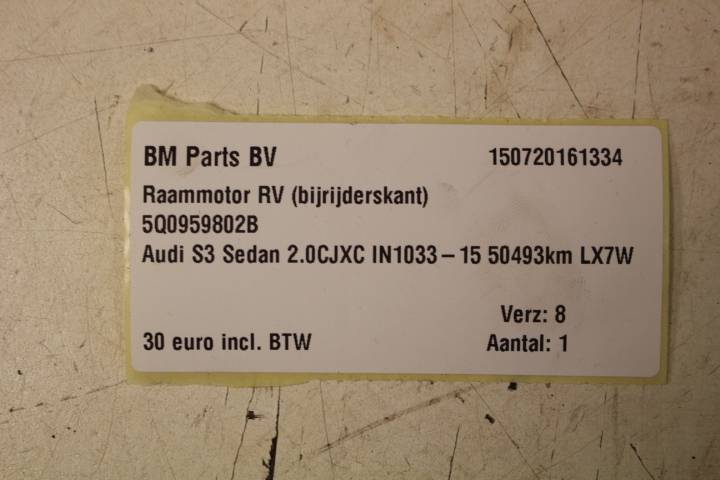 BM Parts BV 150720161334
Raammotor RV (bijrijderskant)
5Q0959802B
Audi S3 Sedan 2.0CJXC IN1033 – 15 50493km LX7W
Verz: 8
30 euro incl. BTW Aantal: 1